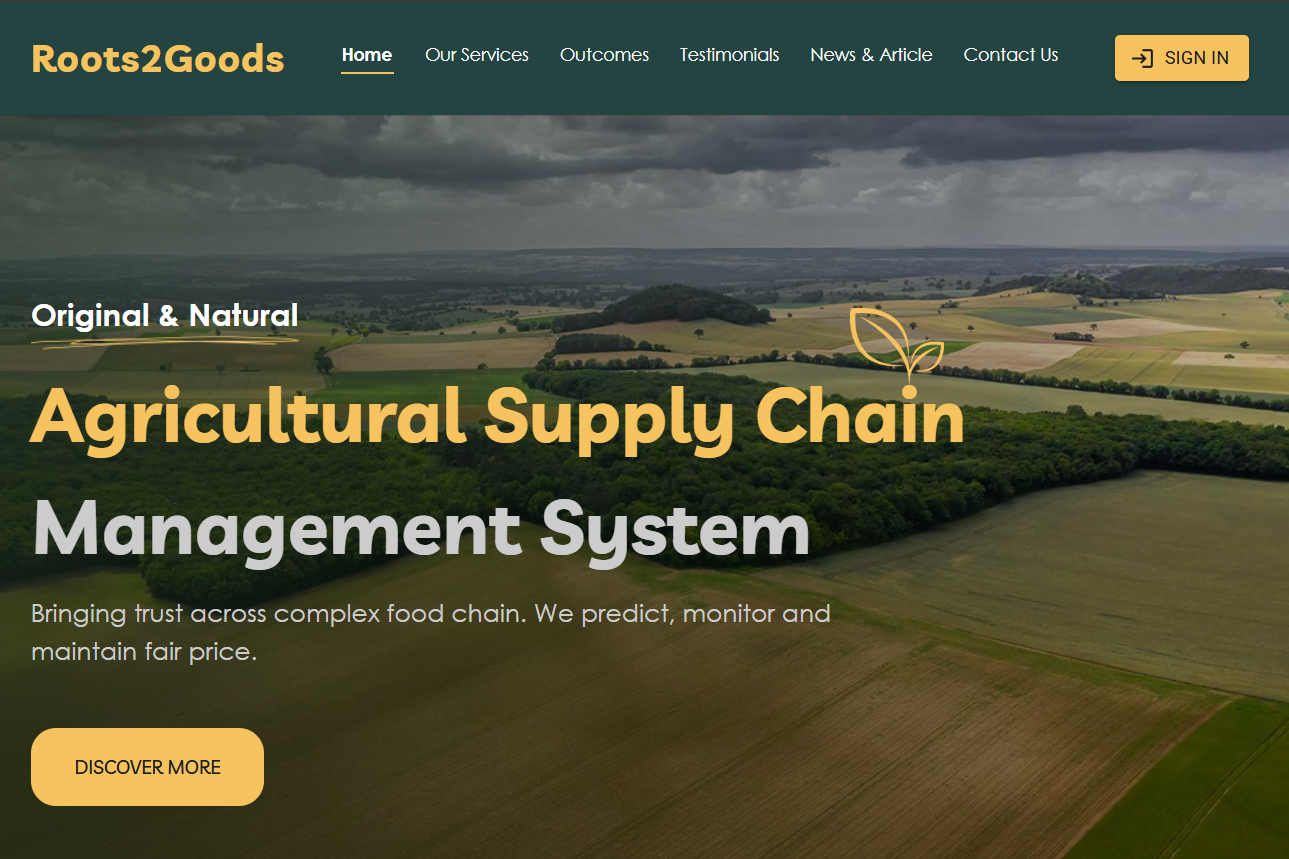 Roots2Goods
Home
Our Services
Outcomes
Testimonials
News & Article
Contact Us
SIGN IN
Original & Natural
Agricultural Supply Chain
Management System
Bringing trust across complex food chain. We predict, monitor and
maintain fair price.
DISCOVER MORE